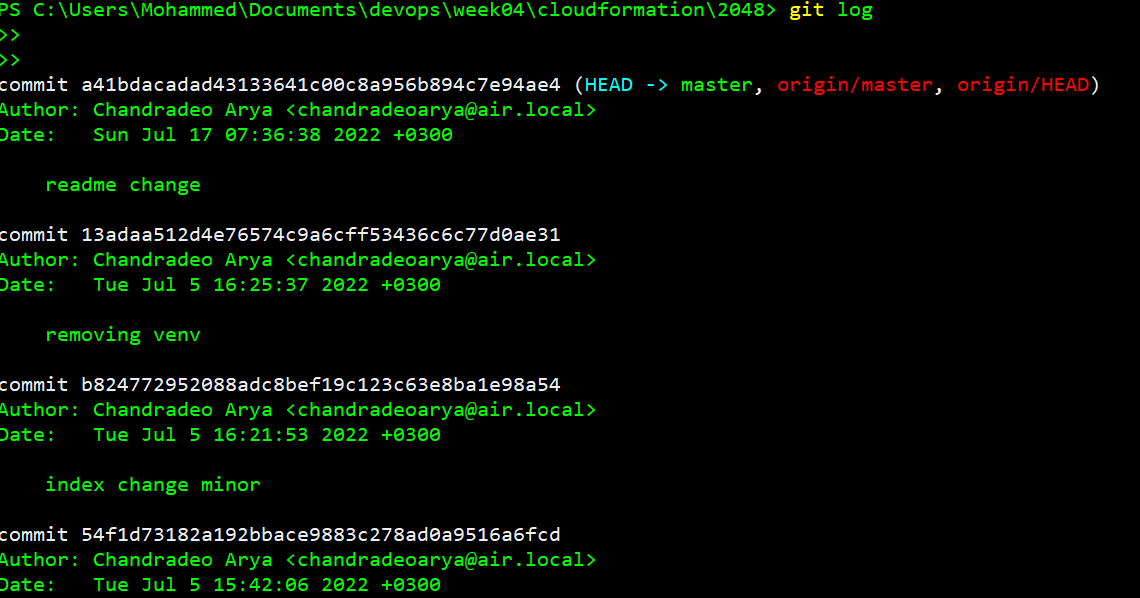 PS C:\Users\Mohammed\Documents\devops\week04\cloudformation\2048> git log
>>
>>
commit a41bdacadad43133641c00c8a956b894c7e94ae4 (HEAD -> master, origin/master, origin/HEAD)
Author: Chandradeo Arya <chandradeoarya@air.local>
Date:   Sun Jul 17 07:36:38 2022 +0300

    readme change

commit 13adaa512d4e76574c9a6cff53436c6c77d0ae31
Author: Chandradeo Arya <chandradeoarya@air.local>
Date:   Tue Jul 5 16:25:37 2022 +0300

    removing venv

commit b824772952088adc8bef19c123c63e8ba1e98a54
Author: Chandradeo Arya <chandradeoarya@air.local>
Date:   Tue Jul 5 16:21:53 2022 +0300

    index change minor

commit 54f1d73182a192bbace9883c278ad0a9516a6fcd
Author: Chandradeo Arya <chandradeoarya@air.local>
Date:   Tue Jul 5 15:42:06 2022 +0300